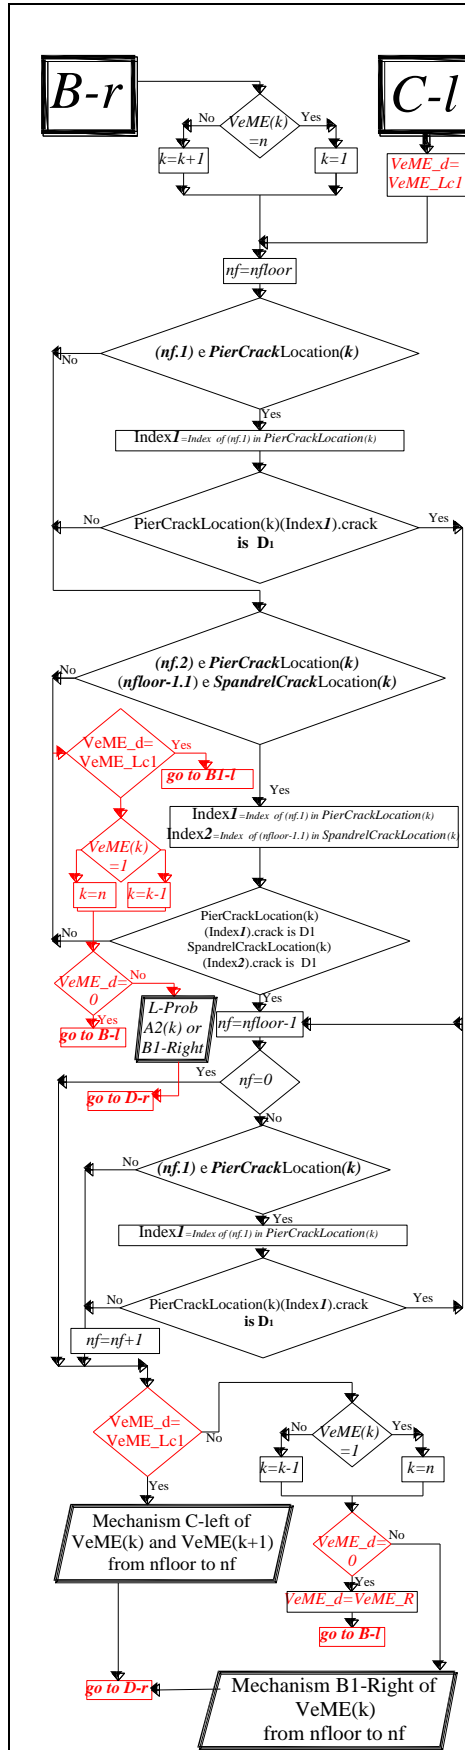 B-r
C-l
No
VeME(k)
=n
Yes
k=k+1
k=1
VeME_d=
VeME_Lc1
nf=nfloor
(nf.1) e PierCrackLocation(k)
No
Yes
Index1=Index of (nf.1) in PierCrackLocation(k)
PierCrackLocation(k)(Index1).crack
is D1
No
Yes
(nf.2) e PierCrackLocation(k)
(nfloor-1.1) e SpandrelCrackLocation(k)
No
VeME_d=
VeME_Lc1
Yes
go to B1-l
Yes
Index1=Index of (nf.1) in PierCrackLocation(k)
Index2=Index of (nfloor-1.1) in SpandrelCrackLocation(k)
VeME(k)
=1
k=n
k=k-1
PierCrackLocation(k)
(Index1).crack is D1
SpandrelCrackLocation(k)
(Index2).crack is D1
No
VeME_d=
0
No
Yes
go to B-l
L-Prob
A2(k) or
B1-Right
Yes
nf=nfloor-1
Yes
nf=0
go to D-r
No
(nf.1) e PierCrackLocation(k)
No
Yes
Index1=Index of (nf.1) in PierCrackLocation(k)
PierCrackLocation(k)(Index1).crack
is D1
No
Yes
nf=nf+1
VeME_d=
VeME_Lc1
No
No
VeME(k)
=1
Yes
k=k-1
k=n
Yes
Mechanism C-left of
VeME(k) and VeME(k+1)
from nfloor to nf
VeME_d=
0
No
Yes
VeME_d=VeME_R
go to B-l
go to D-r
Mechanism B1-Right of
VeME(k)
from nfloor to nf